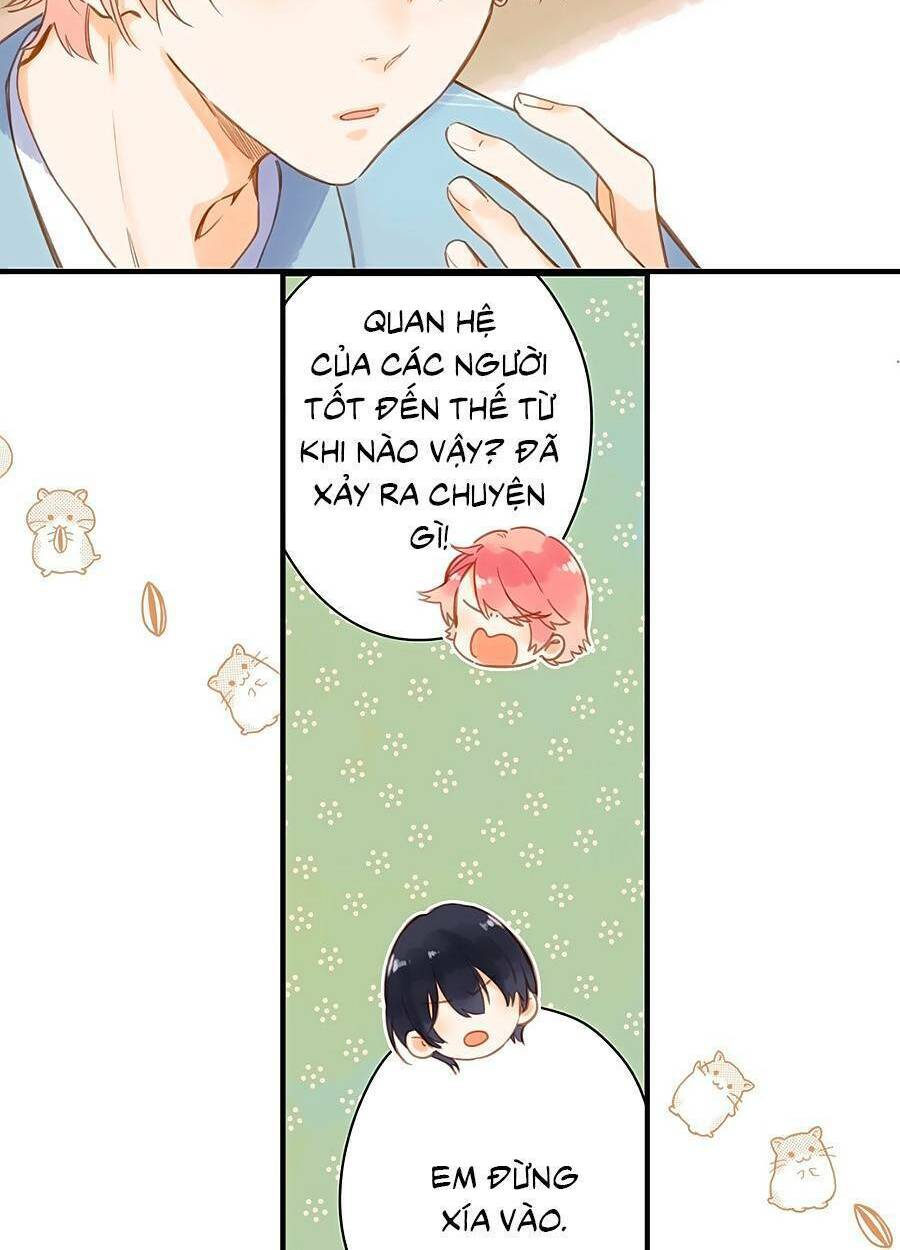 QUAN HỆ
CỦA CÁC NGƯỜI
TỐT ĐẾN THẾ TỪ
KHI NÀO VẬY? ĐÃ
XẢY RA CHUYỆN
GÌ!
EM ĐỪNG
XÍA VÀO.